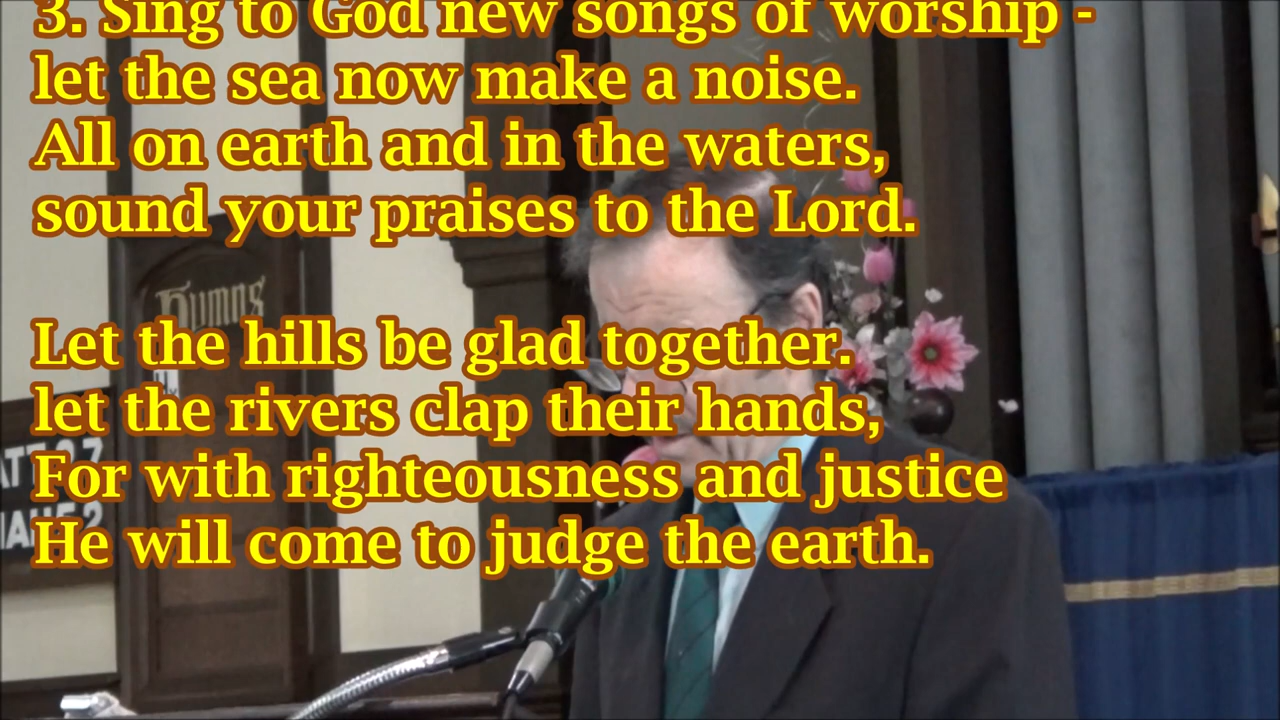 3. Sing to God new songs of worship -
let the sea now make a noise.
All on earth and in the waters,
sound your praises to the Lord.
Let the hills be glad together.
let the rivers clap their hands,
For with righteousness and justice
He will come to judge the earth.
Hymns